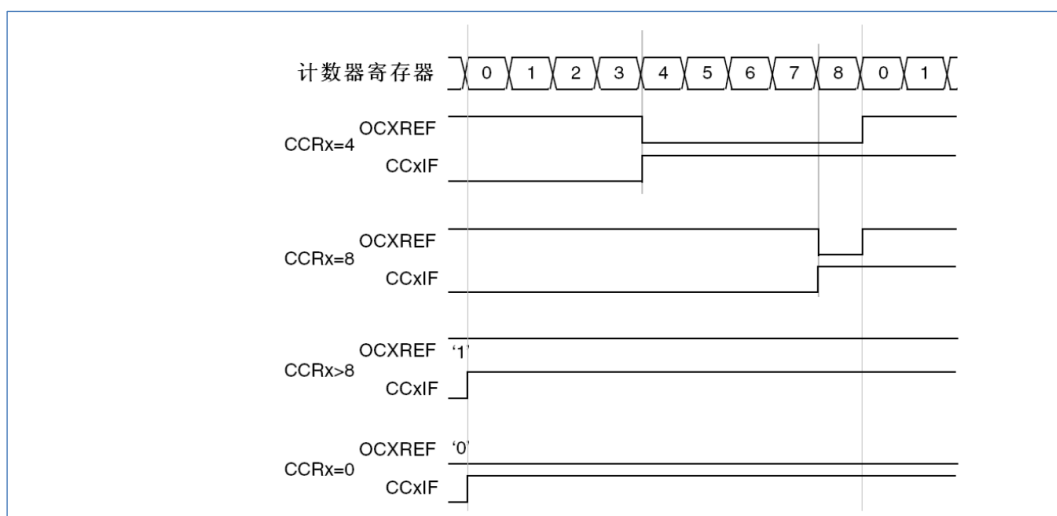 计数器寄存器 0 1 2 3 4 5 6 7 8 0 1
OCXREF
CCRx=4
CCxIF
OCXREF
CCRx=8
CCxIF
OCXREF '1'
CCRx>8
CCxIF
OCXREF '0'
CCRx=0
CCxIF